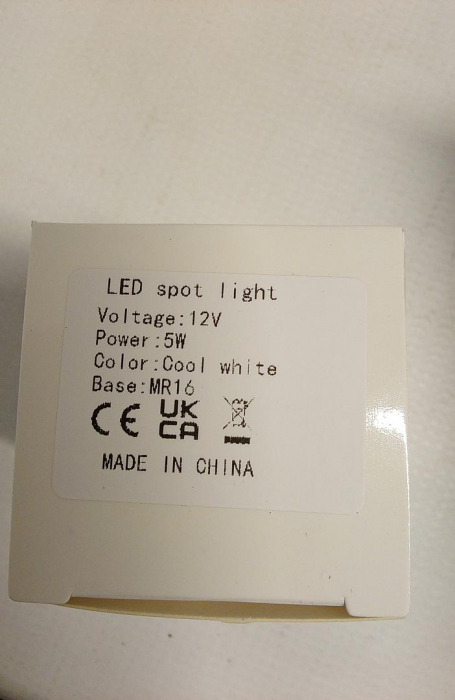 LED spot light
Voltage:12V
Power:5W
Color:Cool white
Base:MR16
CE UK CA
MADE IN CHINA